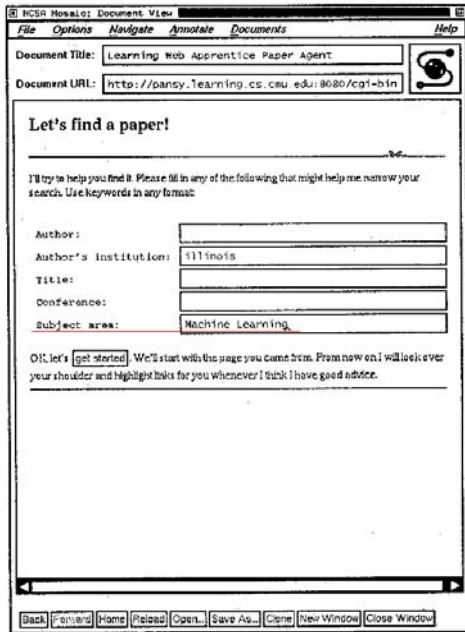 NCSA Mosaic: Document View
File Options Navigate Annotate Documents Help
Document Title: Learning Web Apprentice Paper Agent
Document URL: http://pansy.learning.cs.cmu.edu:8080/cgi-bin
Let's find a paper!
I'll try to help you find it. Please fill in any of the following that might help me narrow your
search. Use keywords in any format:
Author:
Author's institution: illinois
Title:
Conference:
Subject area: Machine Learning
OK let's get started. We'll start with the page you came from. From now on I will look over
your shoulder and highlight links for you whenever I think I have good advice.
Back Forward Home Reload Open... Save As... Clone New Window Close Window